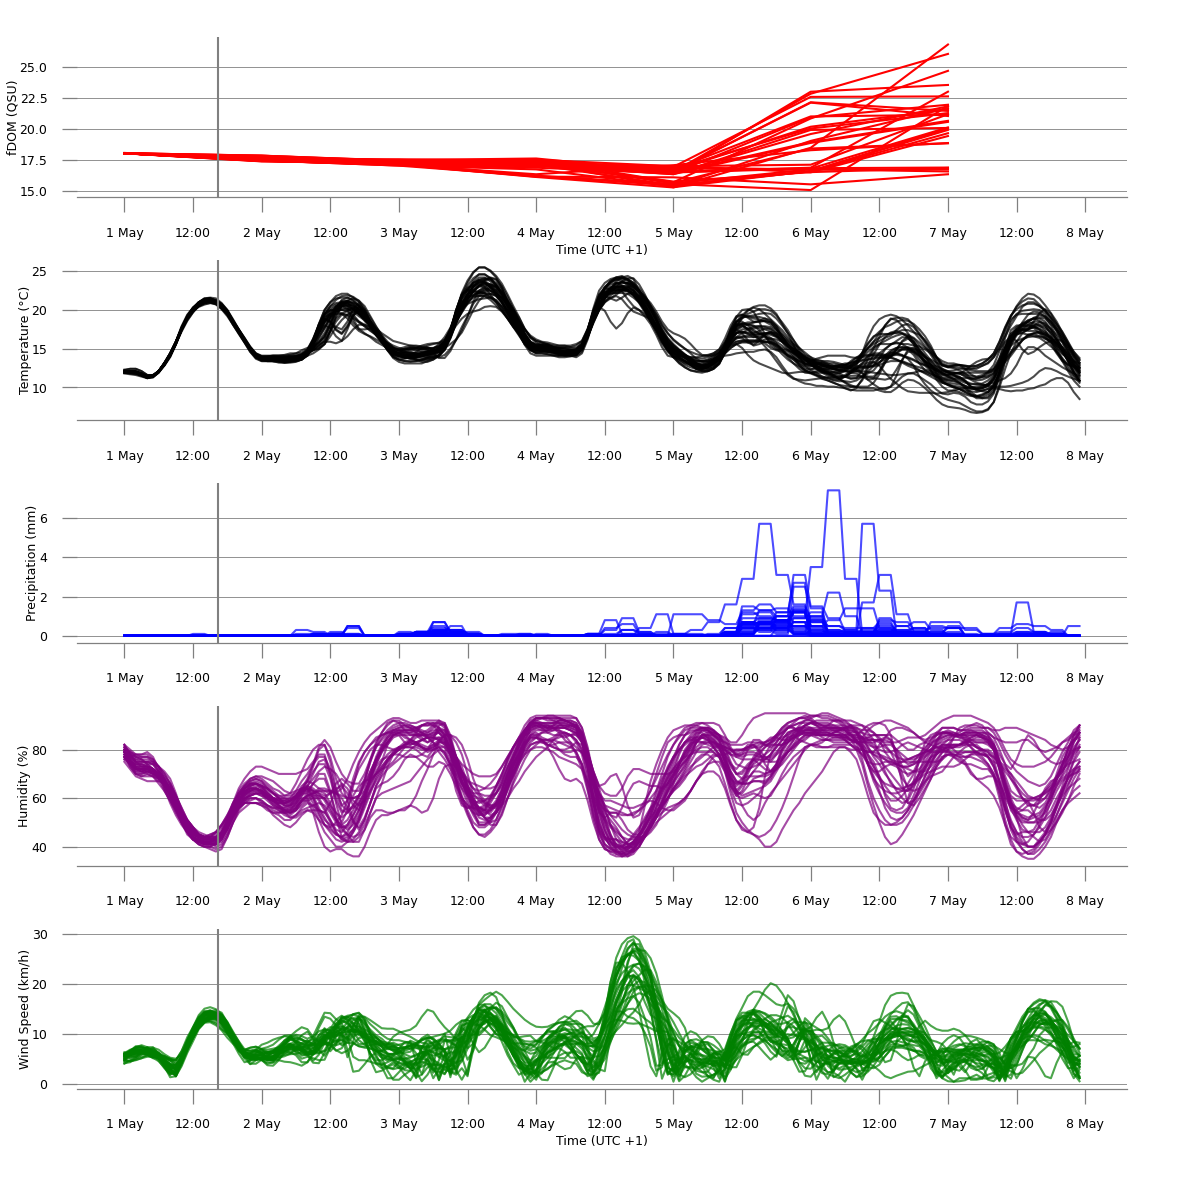 fDOM (QSU)
25.0
22.5
20.0
17.5
15.0
1 May 12:00 2 May 12:00 3 May 12:00 4 May 12:00 5 May 12:00 6 May 12:00 7 May 12:00 8 May
Time (UTC +1)
Temperature (°C)
25
20
15
10
1 May 12:00 2 May 12:00 3 May 12:00 4 May 12:00 5 May 12:00 6 May 12:00 7 May 12:00 8 May
Precipitation (mm)
6
4
2
0
1 May 12:00 2 May 12:00 3 May 12:00 4 May 12:00 5 May 12:00 6 May 12:00 7 May 12:00 8 May
Humidity (%)
80
60
40
1 May 12:00 2 May 12:00 3 May 12:00 4 May 12:00 5 May 12:00 6 May 12:00 7 May 12:00 8 May
Wind Speed (km/h)
30
20
10
0
1 May 12:00 2 May 12:00 3 May 12:00 4 May 12:00 5 May 12:00 6 May 12:00 7 May 12:00 8 May
Time (UTC +1)